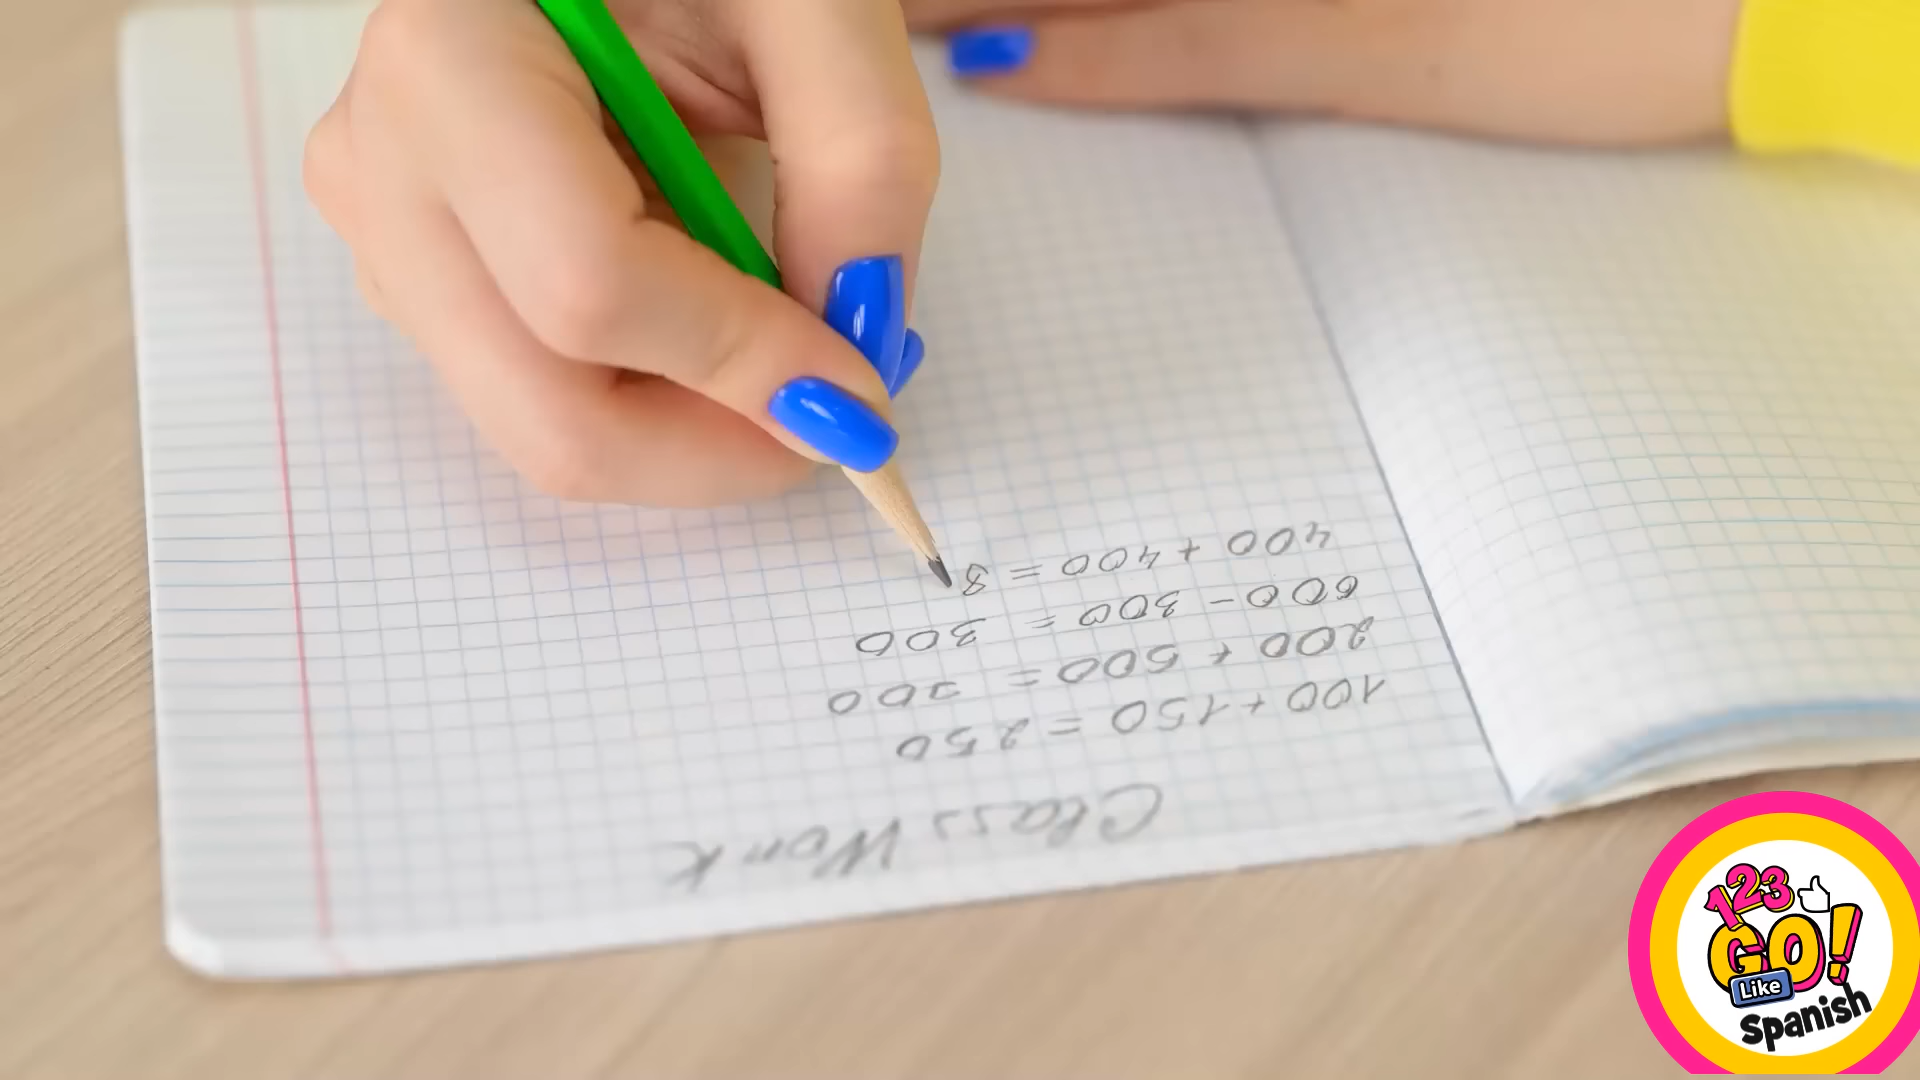 Class Work
100 + 150 = 250
200 + 500 = 700
600 - 300 = 300
400 + 400 = 8
123
GO!
Like
Spanish